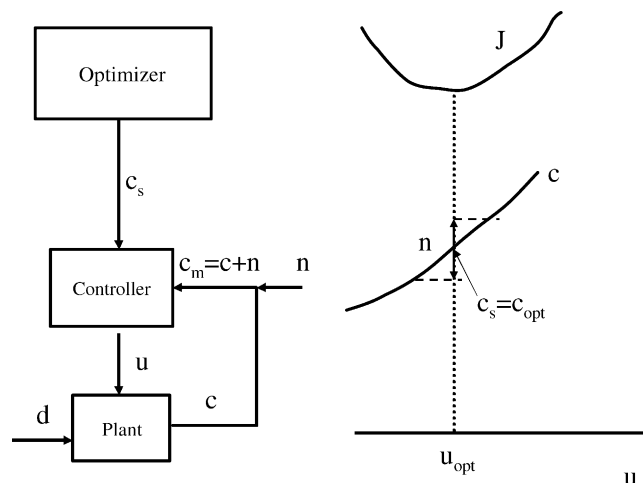 Optimizer
c_s
Controller
c_m=c+n
n
u
d
Plant
c
J
c
n
c_s=c_opt
u_opt
u